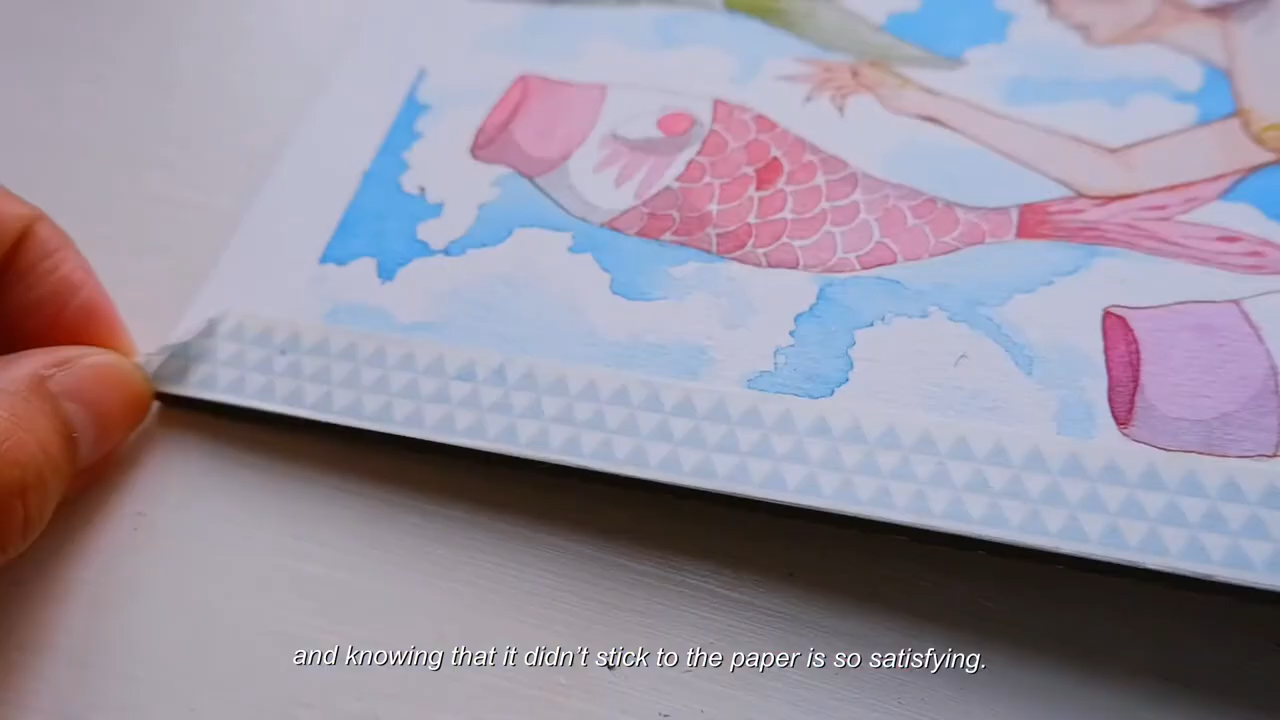 and knowing that it didn’t stick to the paper is so satisfying.